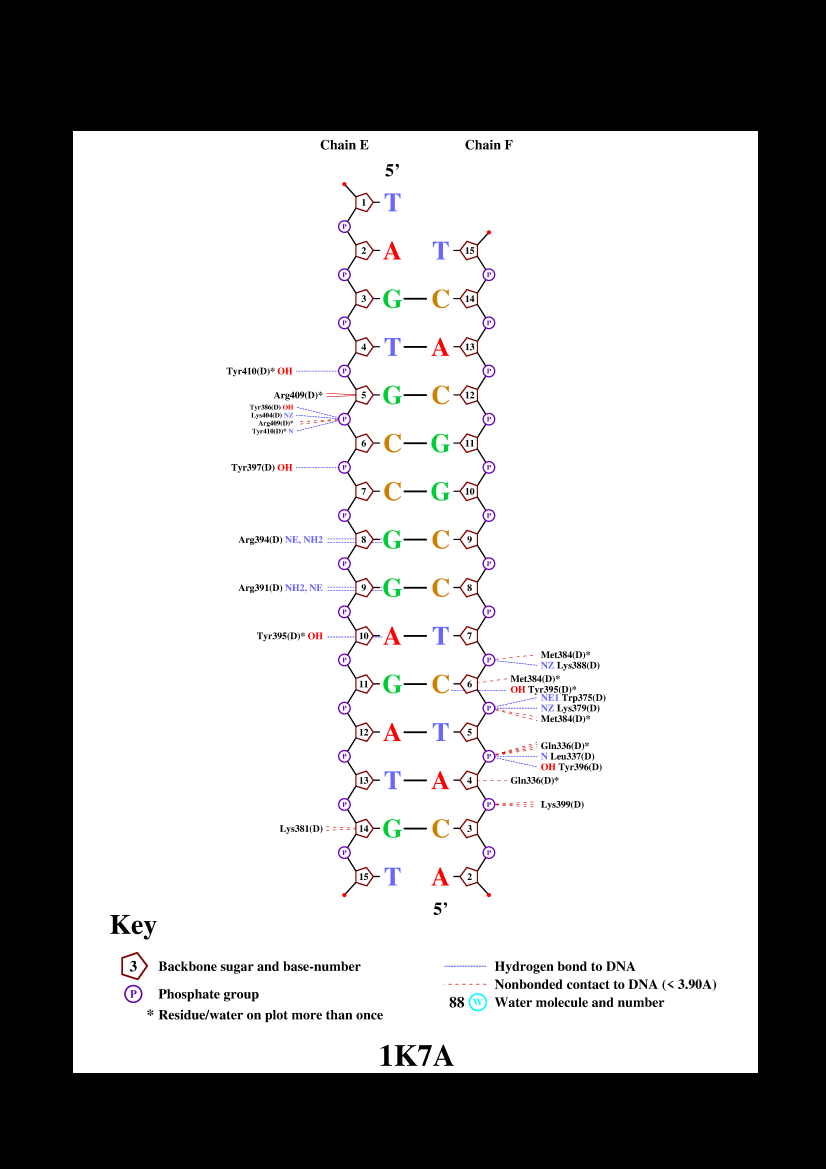 Chain E Chain F
5'
1 T
P
2 A T 15
P P
3 G C 14
P P
4 T A 13
Tyr410(D)* OH P P
Arg409(D)* 5 G C 12
Tyr386(D) OH
Lys404(D) NZ
P P
Arg409(D)*
Tyr410(D)* N
6 C G 11
Tyr397(D) OH P P
7 C G 10
P P
Arg394(D) NE, NH2 8 G C 9
P P
Arg391(D) NH2, NE 9 G C 8
P P
Tyr395(D)* OH 10 A T 7
Met384(D)*
P P
NZ Lys388(D)
Met384(D)*
11 G C 6
OH Tyr395(D)*
NE1 Trp375(D)
P P NZ Lys379(D)
Met384(D)*
12 A T 5
Gln336(D)*
P P N Leu337(D)
OH Tyr396(D)
13 T A 4 Gln336(D)*
P P Lys399(D)
Lys381(D) 14 G C 3
P P
15 T A 2
5'
Key
3 Backbone sugar and base-number
P Phosphate group
* Residue/water on plot more than once
Hydrogen bond to DNA
Nonbonded contact to DNA (< 3.90A)
88 W Water molecule and number
1K7A